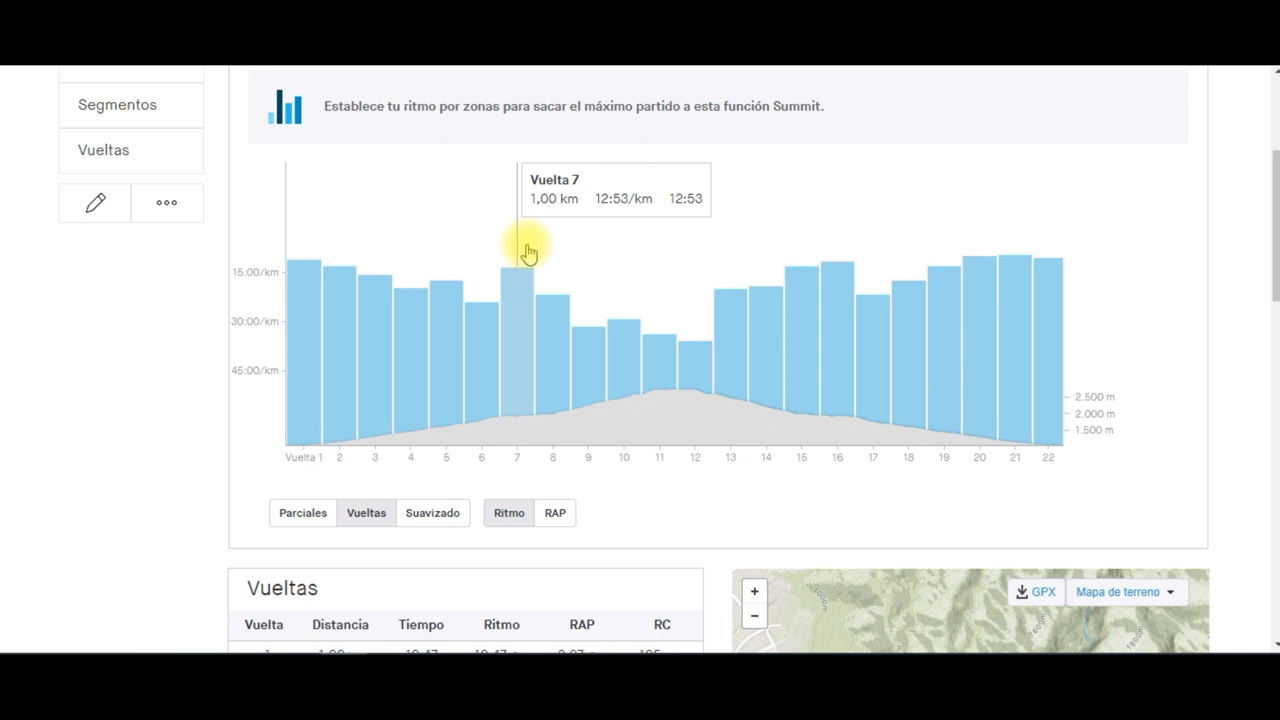 Segmentos
Vueltas
Establece tu ritmo por zonas para sacar el máximo partido a esta función Summit.
Vuelta 7
1,00 km 12:53/km 12:53
15:00/km
30:00/km
45:00/km
2.500 m
2.000 m
1.500 m
Vuelta 1 2 3 4 5 6 7 8 9 10 11 12 13 14 15 16 17 18 19 20 21 22
Parciales Vueltas Suavizado Ritmo RAP
Vueltas
Vuelta Distancia Tiempo Ritmo RAP RC
+
−
GPX Mapa de terreno